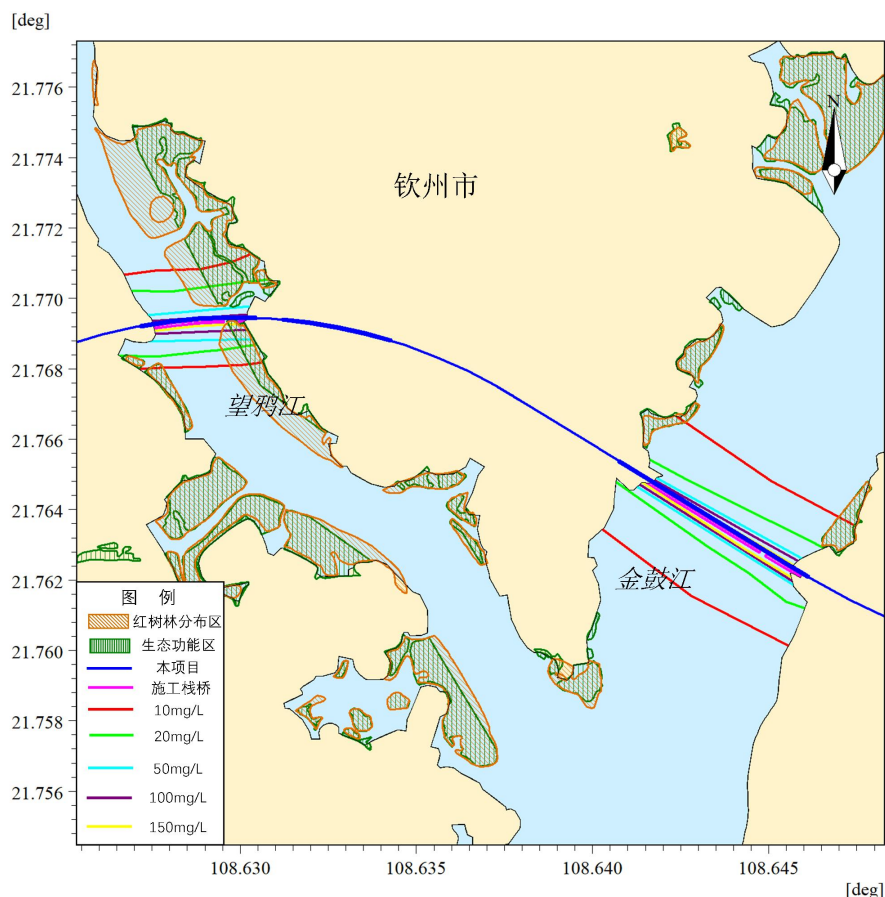 [deg]
21.776
21.774
21.772
21.770
21.768
21.766
21.764
21.762
21.760
21.758
21.756
N
钦州市
望鸦江
金鼓江
图 例
红树林分布区
生态功能区
本项目
施工栈桥
10mg/L
20mg/L
50mg/L
100mg/L
150mg/L
108.630
108.635
108.640
108.645
[deg]